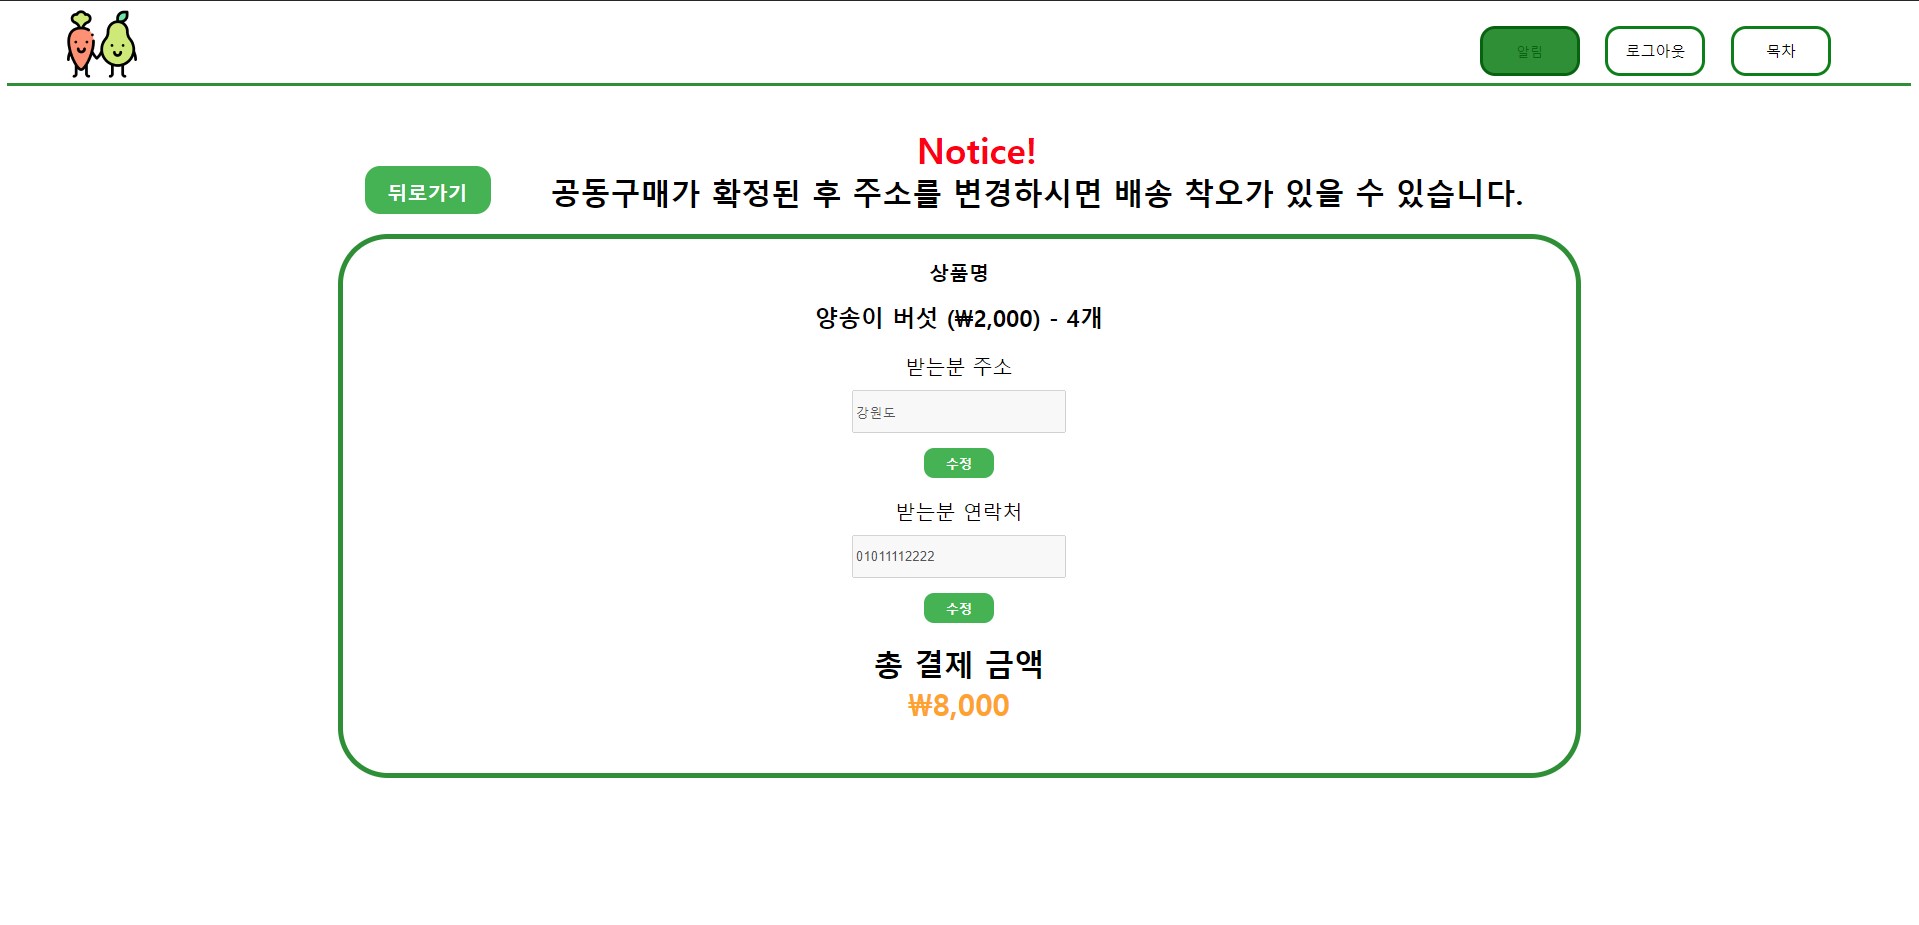 알림
로그아웃
목차
Notice!
뒤로가기
공동구매가 확정된 후 주소를 변경하시면 배송 착오가 있을 수 있습니다.
상품명
양송이 버섯 (₩2,000) - 4개
받는분 주소
강원도
수정
받는분 연락처
01011112222
수정
총 결제 금액
₩8,000